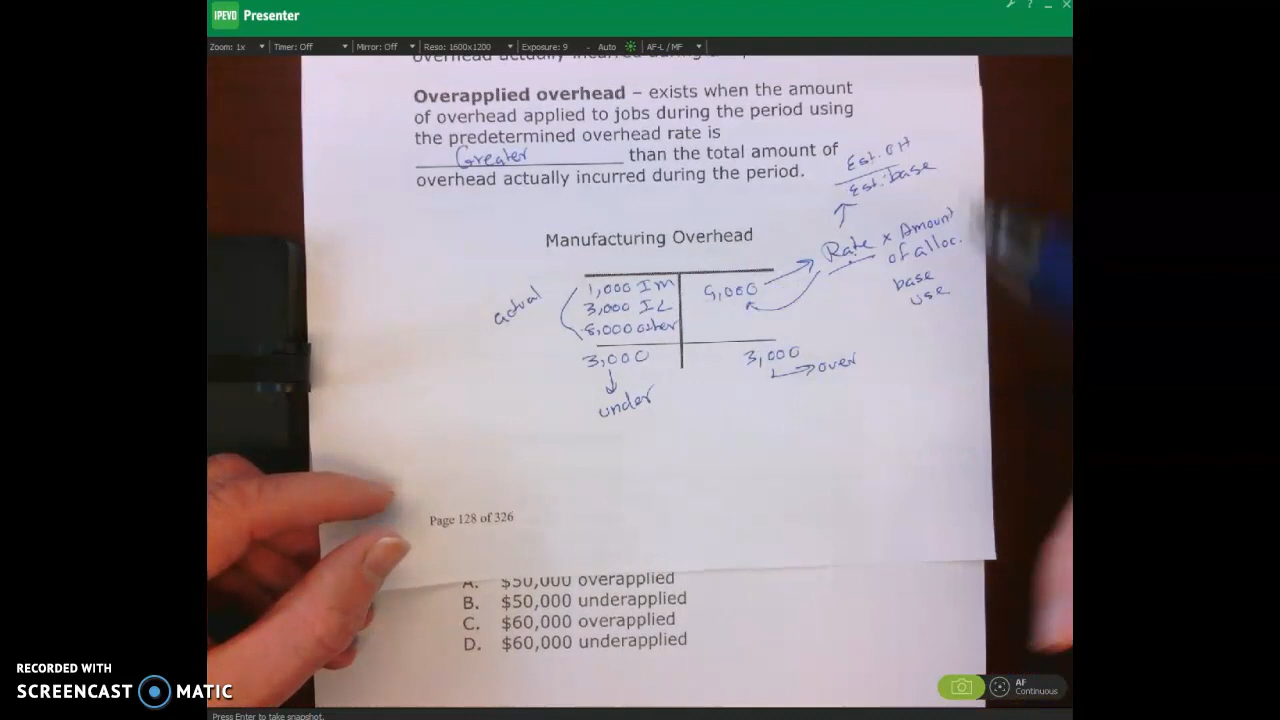 IPEVO Presenter
Zoom: 1x Timer: Off Mirror: Off Reso: 1600x1200 Exposure: 9 - Auto AF-L / MF
overhead actually incurred during
Overapplied overhead – exists when the amount
of overhead applied to jobs during the period using
the predetermined overhead rate is
Greater than the total amount of
overhead actually incurred during the period.
Est. OH
Est. base
Manufacturing Overhead
Rate x Amount
of alloc.
base
use
actual
1,000 IM
3,000 IL
8,000 other
9,000
3,000
3,000
over
under
Page 128 of 326
A. $50,000 overapplied
B. $50,000 underapplied
C. $60,000 overapplied
D. $60,000 underapplied
RECORDED WITH
SCREENCAST MATIC
AF
Continuous
Press Enter to take snapshot.